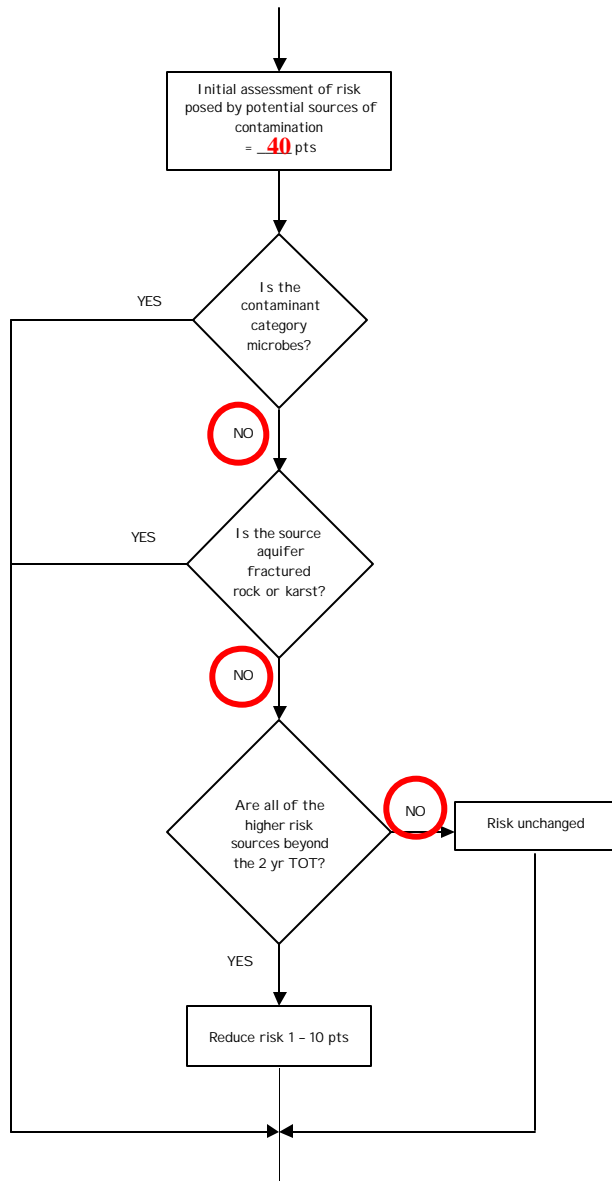 Initial assessment of risk
posed by potential sources of
contamination
= 40 pts
Is the
contaminant
category
microbes?
YES
NO
Is the source
aquifer
fractured
rock or karst?
YES
NO
Are all of the
higher risk
sources beyond
the 2 yr TOT?
NO
Risk unchanged
YES
Reduce risk 1 – 10 pts